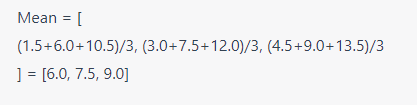 Mean = [
(1.5+6.0+10.5)/3, (3.0+7.5+12.0)/3, (4.5+9.0+13.5)/3
] = [6.0, 7.5, 9.0]